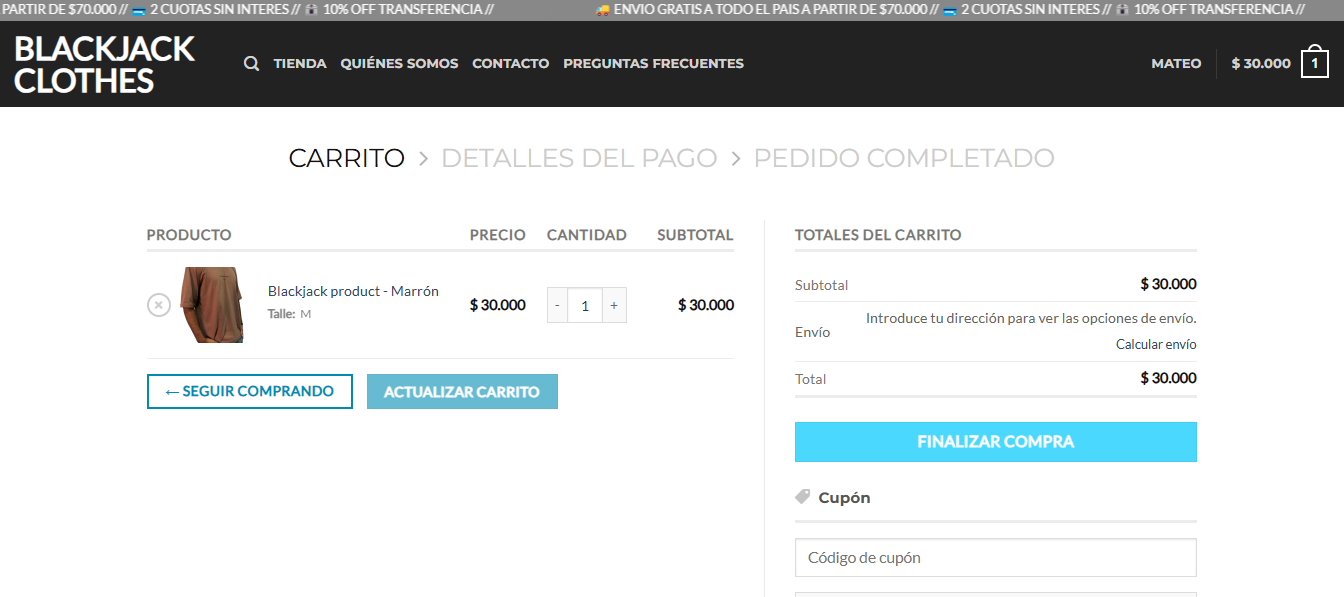 PARTIR DE $70.000 // 2 CUOTAS SIN INTERES // 10% OFF TRANSFERENCIA // ENVIO GRATIS A TODO EL PAIS A PARTIR DE $70.000 // 2 CUOTAS SIN INTERES // 10% OFF TRANSFERENCIA //
BLACKJACK
CLOTHES
TIENDA QUIÉNES SOMOS CONTACTO PREGUNTAS FRECUENTES MATEO $ 30.000 1
CARRITO > DETALLES DEL PAGO > PEDIDO COMPLETADO
PRODUCTO PRECIO CANTIDAD SUBTOTAL
Blackjack product - Marrón $ 30.000 - 1 + $ 30.000
Talle: M
← SEGUIR COMPRANDO ACTUALIZAR CARRITO
TOTALES DEL CARRITO
Subtotal $ 30.000
Envío Introduce tu dirección para ver las opciones de envío.
Calcular envío
Total $ 30.000
FINALIZAR COMPRA
Cupón
Código de cupón